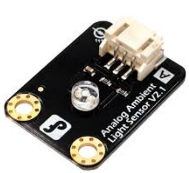 A
Analog Ambient
Light Sensor V2.1